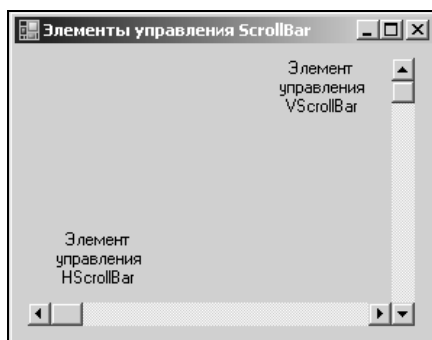 Элементы управления ScrollBar
Элемент
управления
VScrollBar
Элемент
управления
HScrollBar